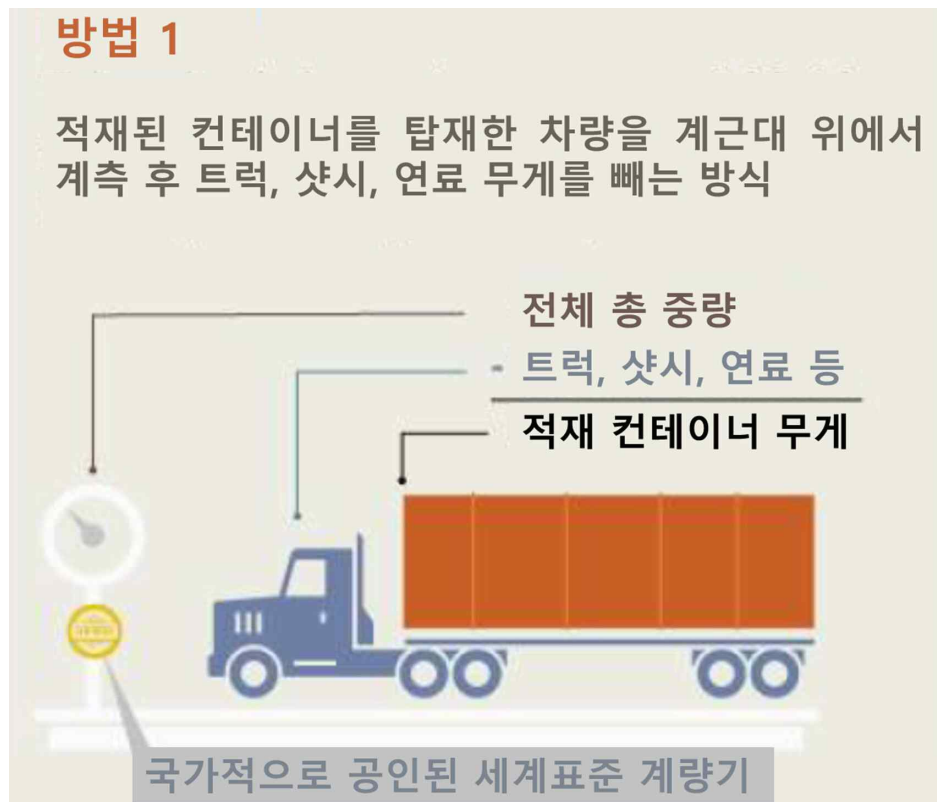 방법 1
적재된 컨테이너를 탑재한 차량을 계근대 위에서
계측 후 트럭, 샷시, 연료 무게를 빼는 방식
전체 총 중량
- 트럭, 샷시, 연료 등
적재 컨테이너 무게
국가적으로 공인된 세계표준 계량기